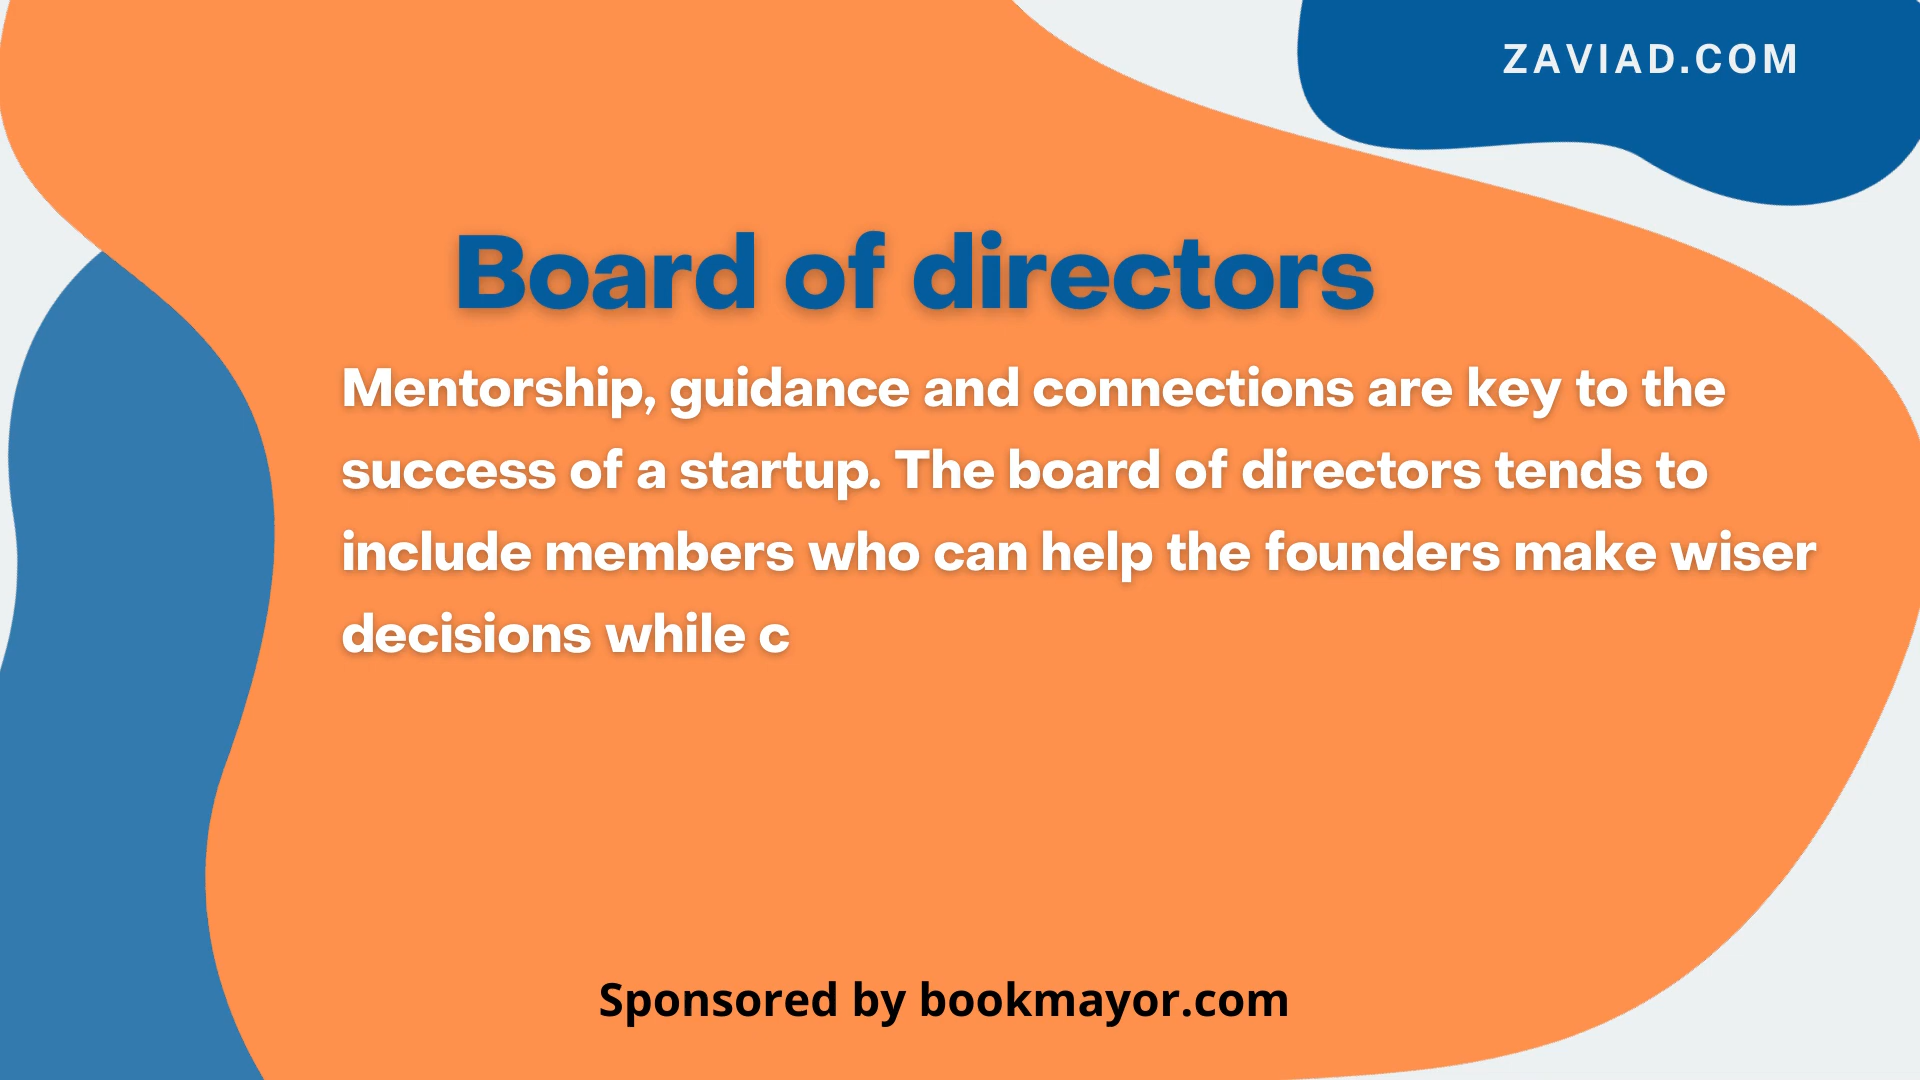 ZAVIAD.COM
Board of directors
Mentorship, guidance and connections are key to the
success of a startup. The board of directors tends to
include members who can help the founders make wiser
decisions while c
Sponsored by bookmayor.com